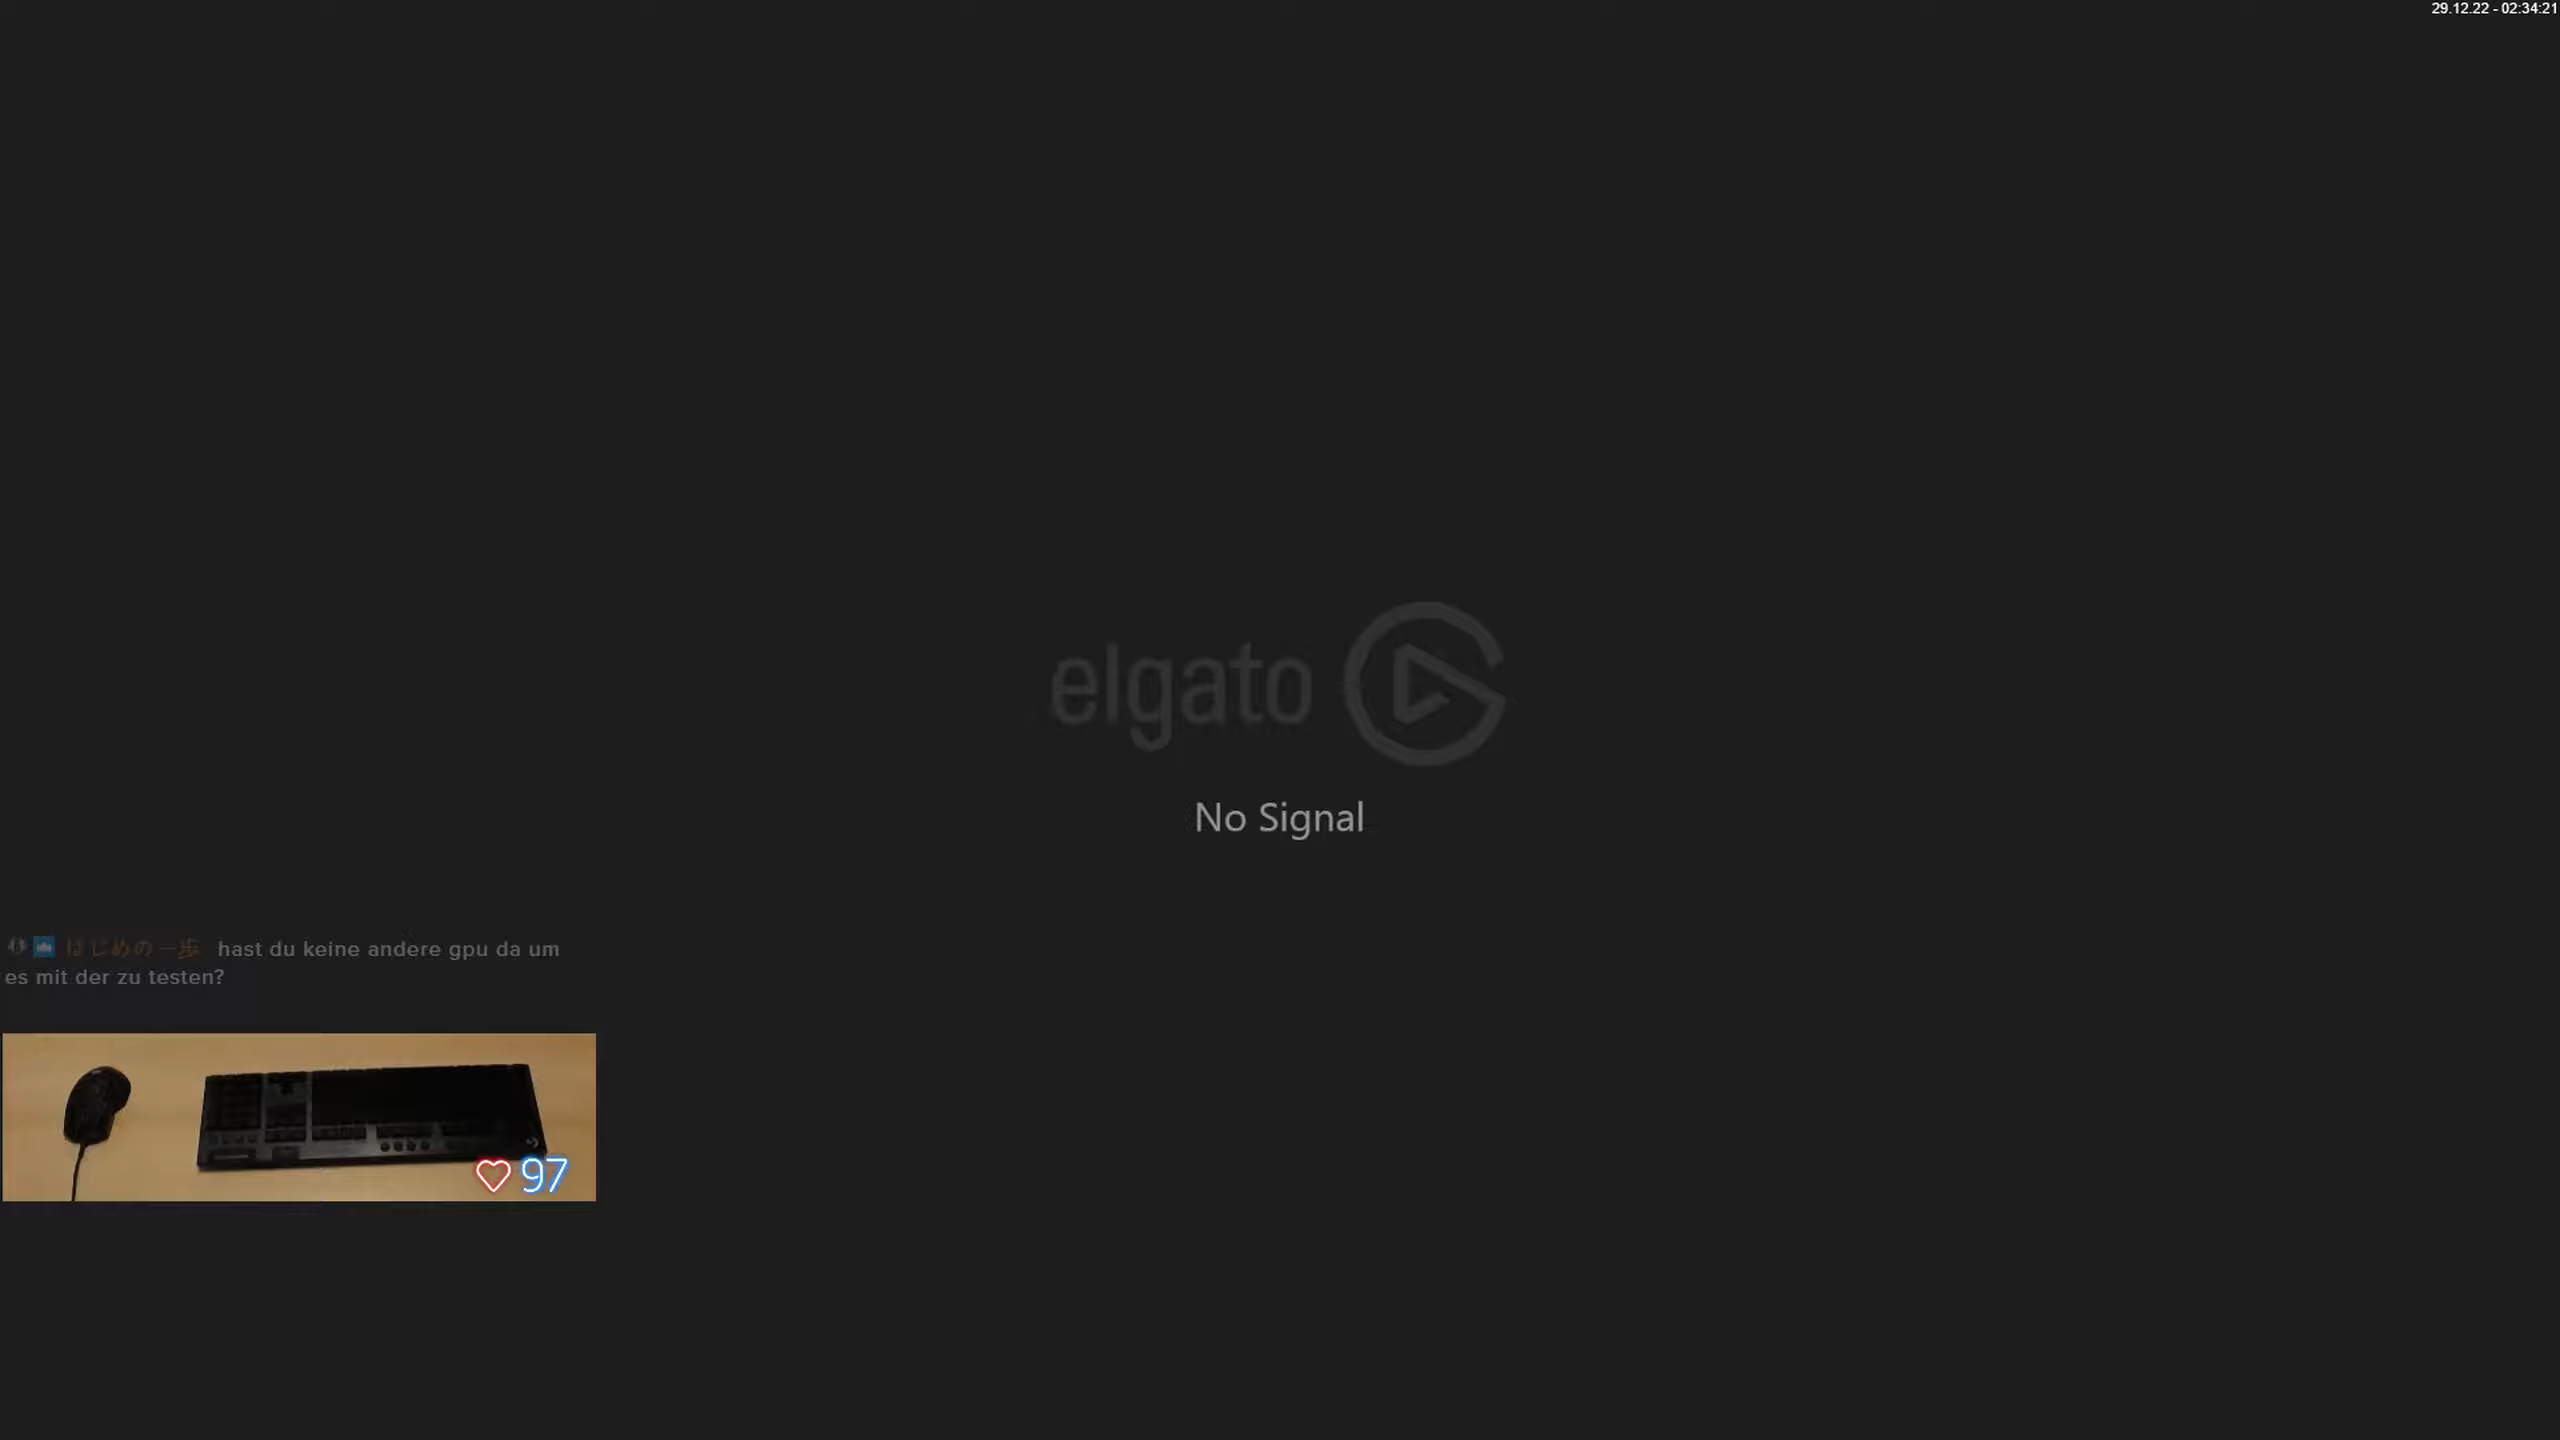 29.12.22 - 02:34:21
elgato
No Signal
はじめの一歩 hast du keine andere gpu da um
es mit der zu testen?
97